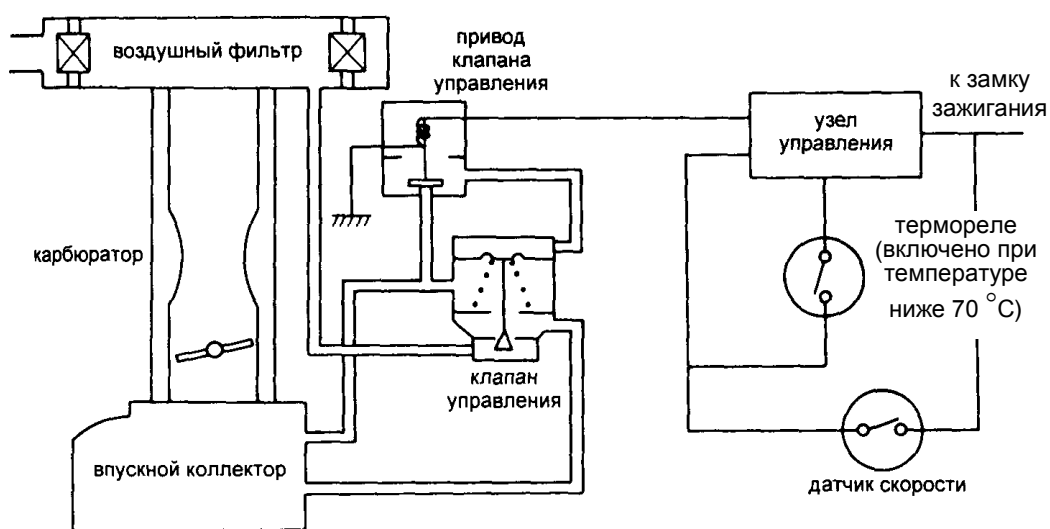 воздушный фильтр
привод
клапана
управления
к замку
зажигания
узел
управления
карбюратор
термореле
(включено при
температуре
ниже 70 °C)
клапан
управления
впускной коллектор
датчик скорости